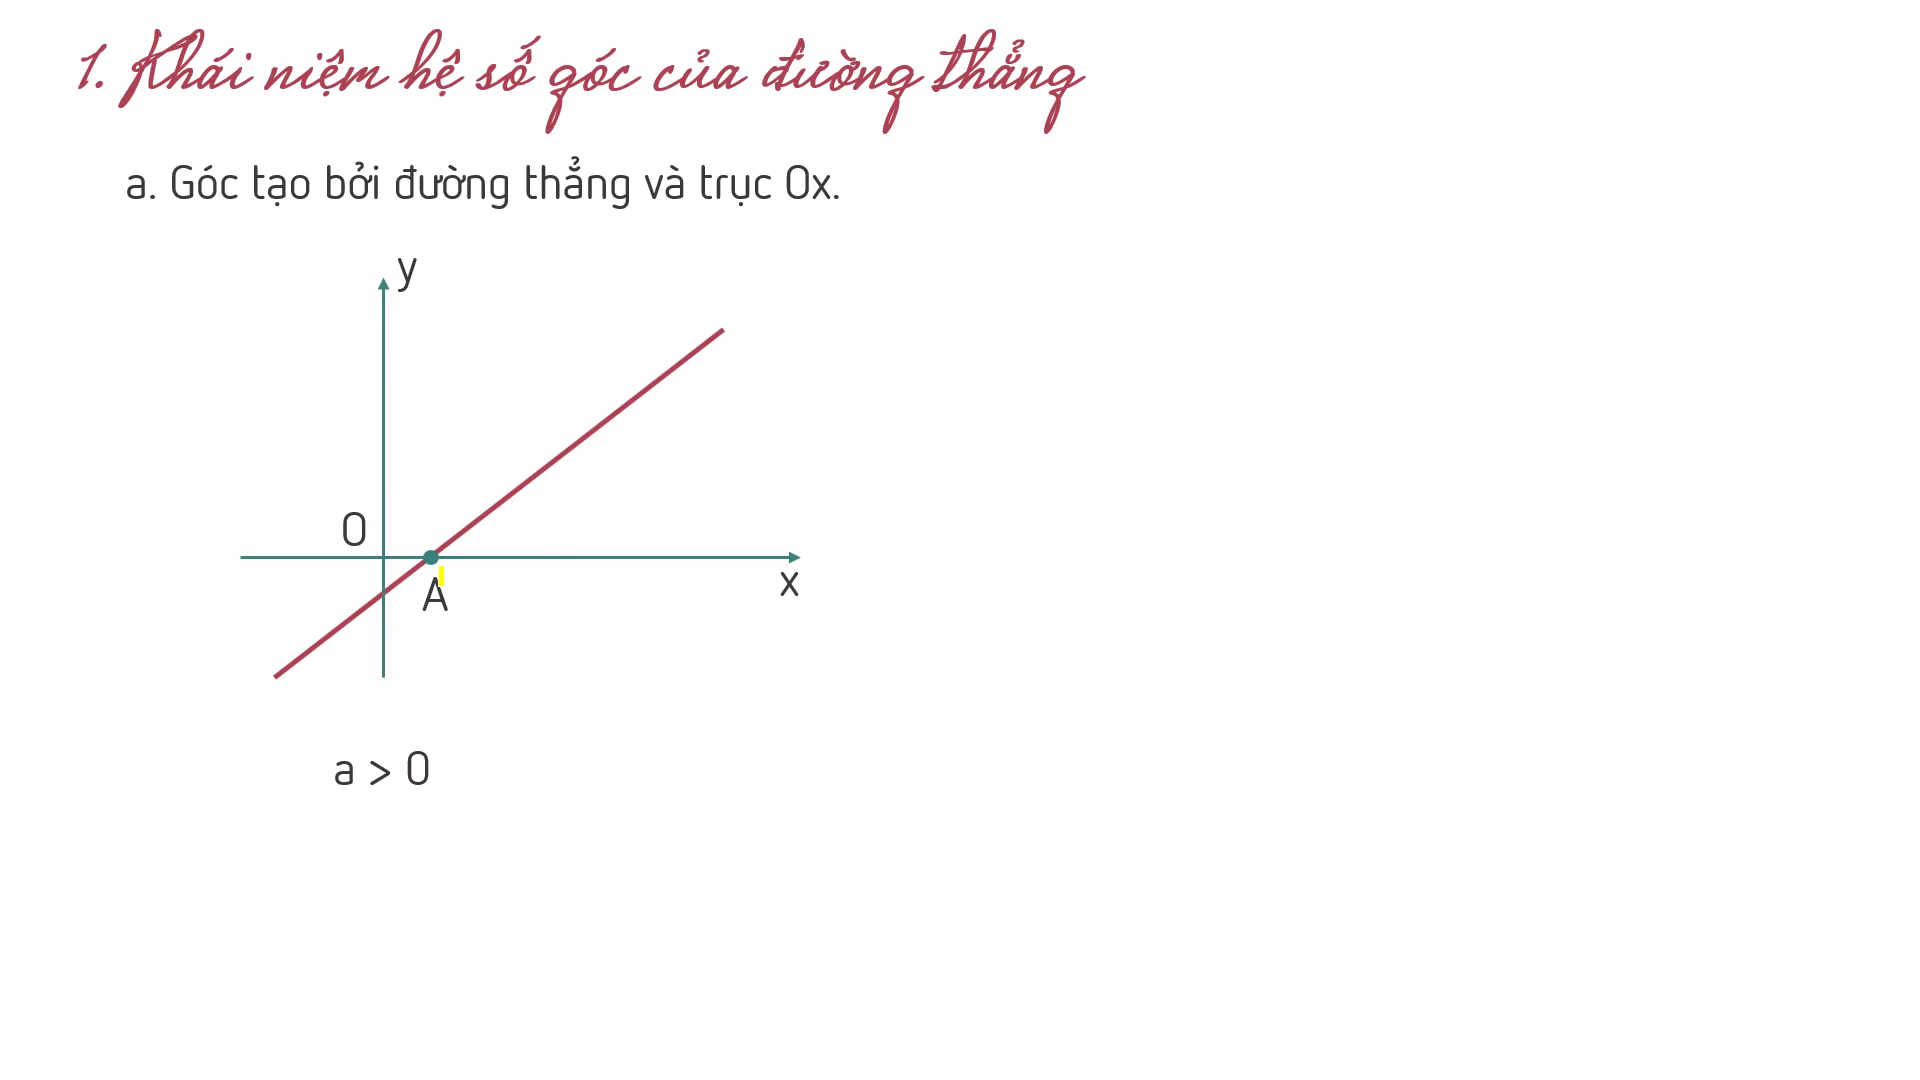 1. Khái niệm hệ số góc của đường thẳng
a. Góc tạo bởi đường thẳng và trục Ox.
y
O
A
x
a > 0